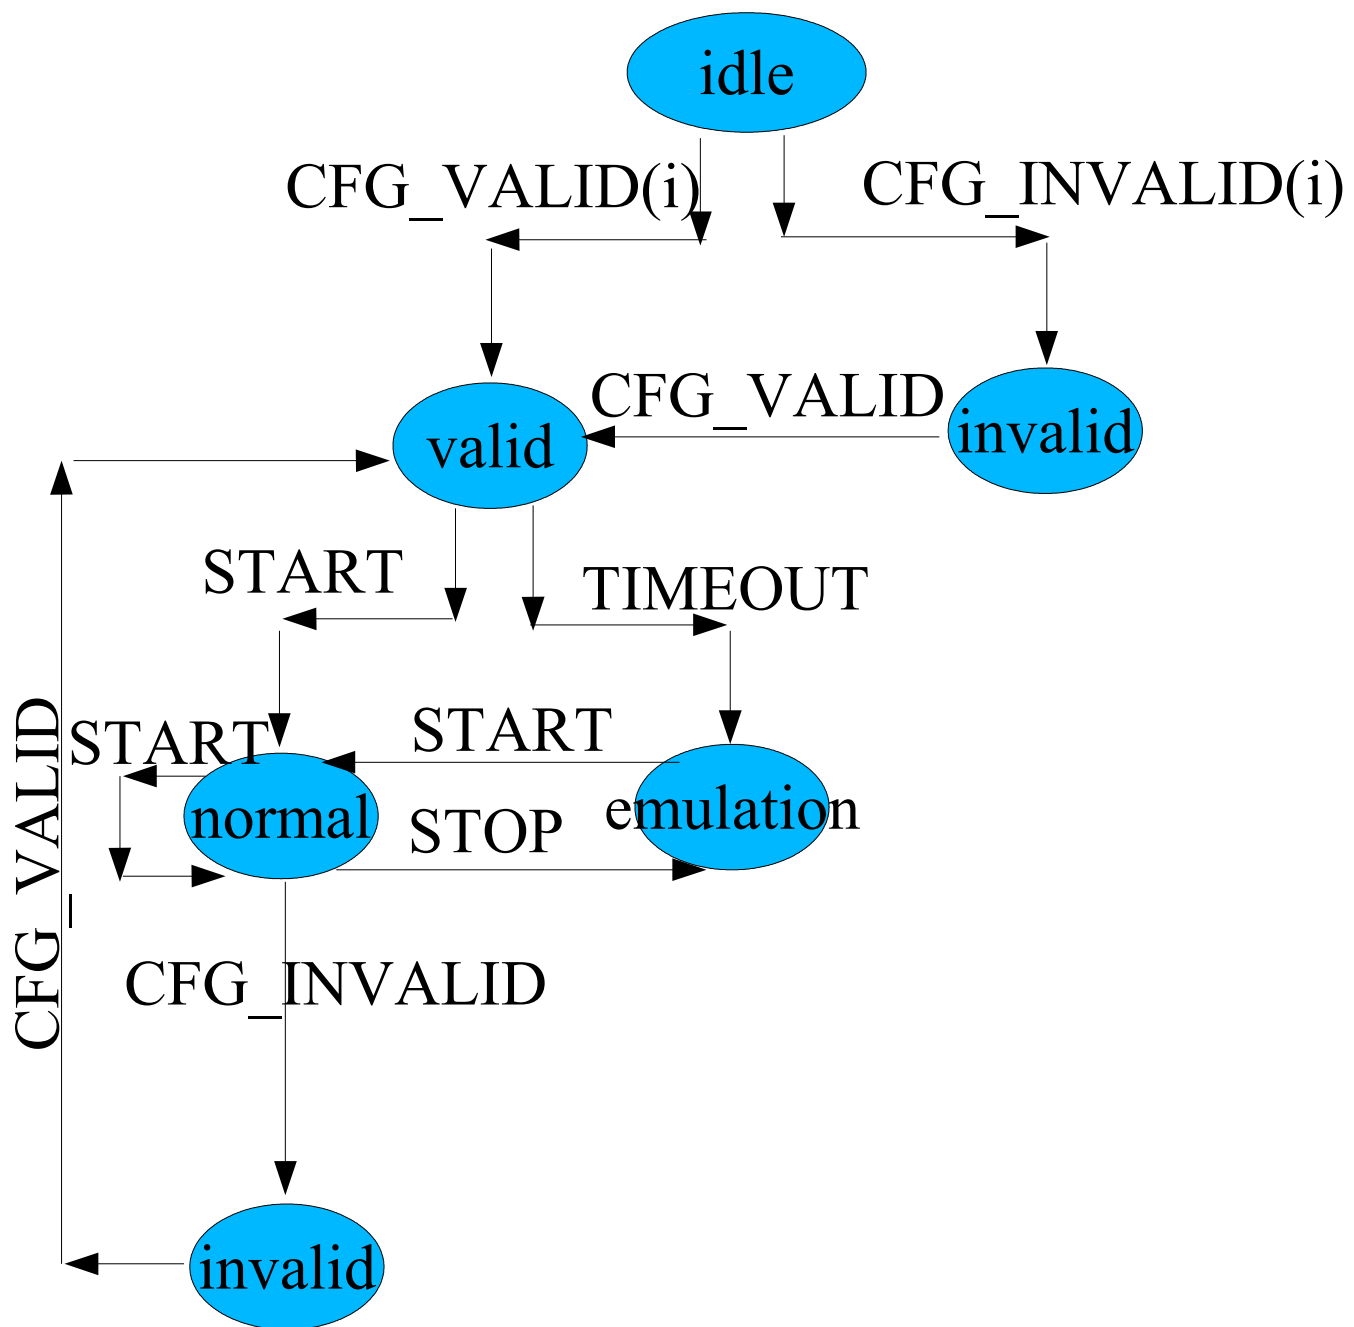 idle
CFG_VALID(i)
CFG_INVALID(i)
CFG_VALID
valid
invalid
START
TIMEOUT
CFG_VALID
START
START
normal
emulation
STOP
CFG_INVALID
invalid